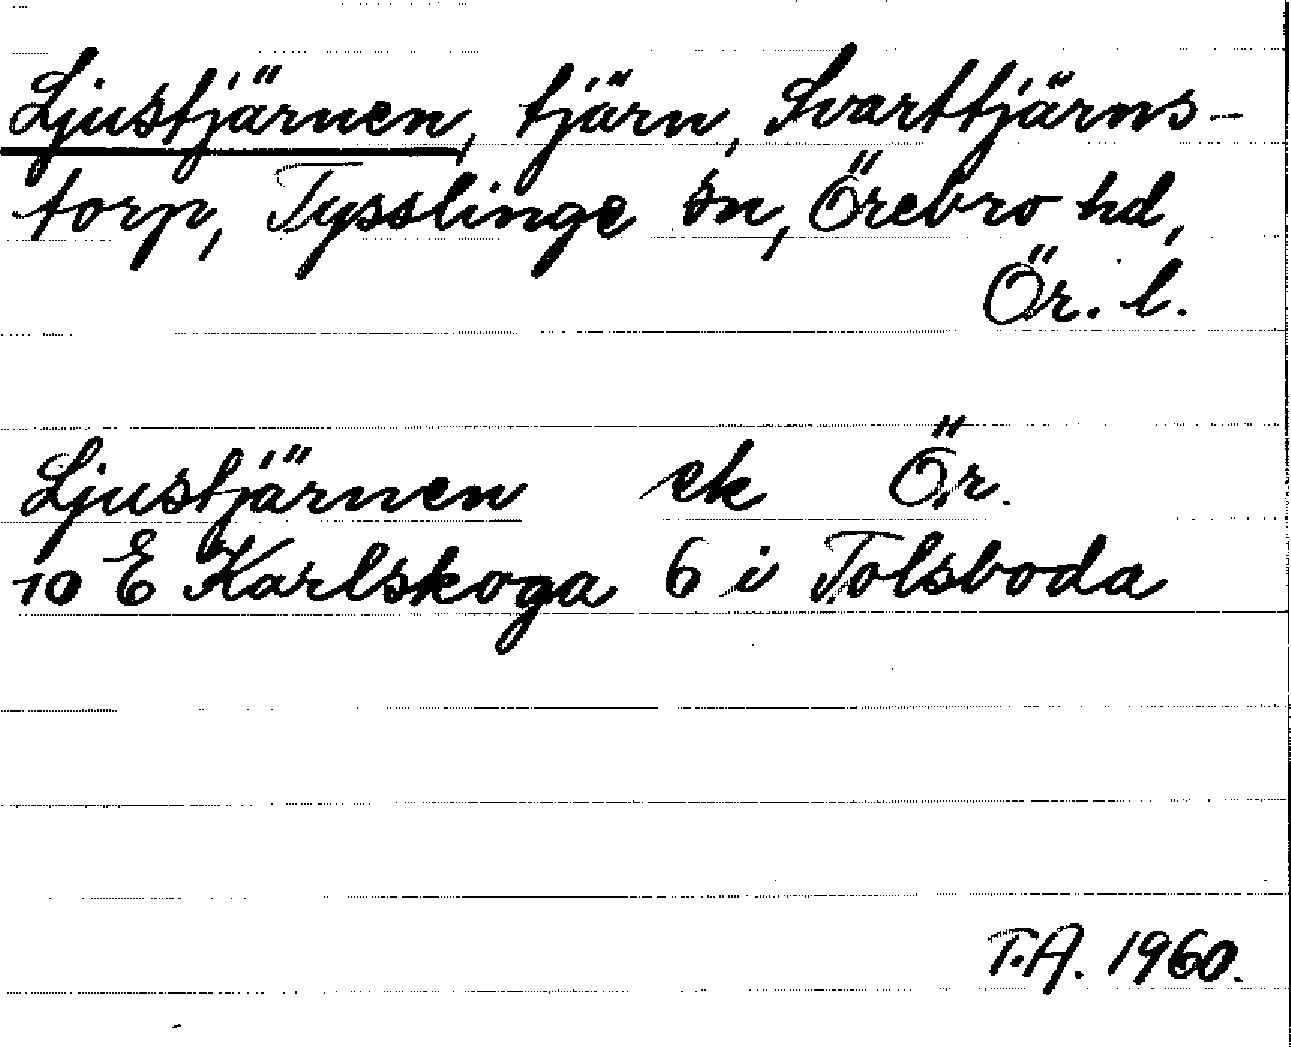 Ljustjärnen, tjärn, Svarttjärns-
torp, Tysslinge sn, Örebro hd,
Ör. l.
Ljustjärnen ek Ör.
10 E Karlskoga 6 i Tolsboda
T.A. 1960.